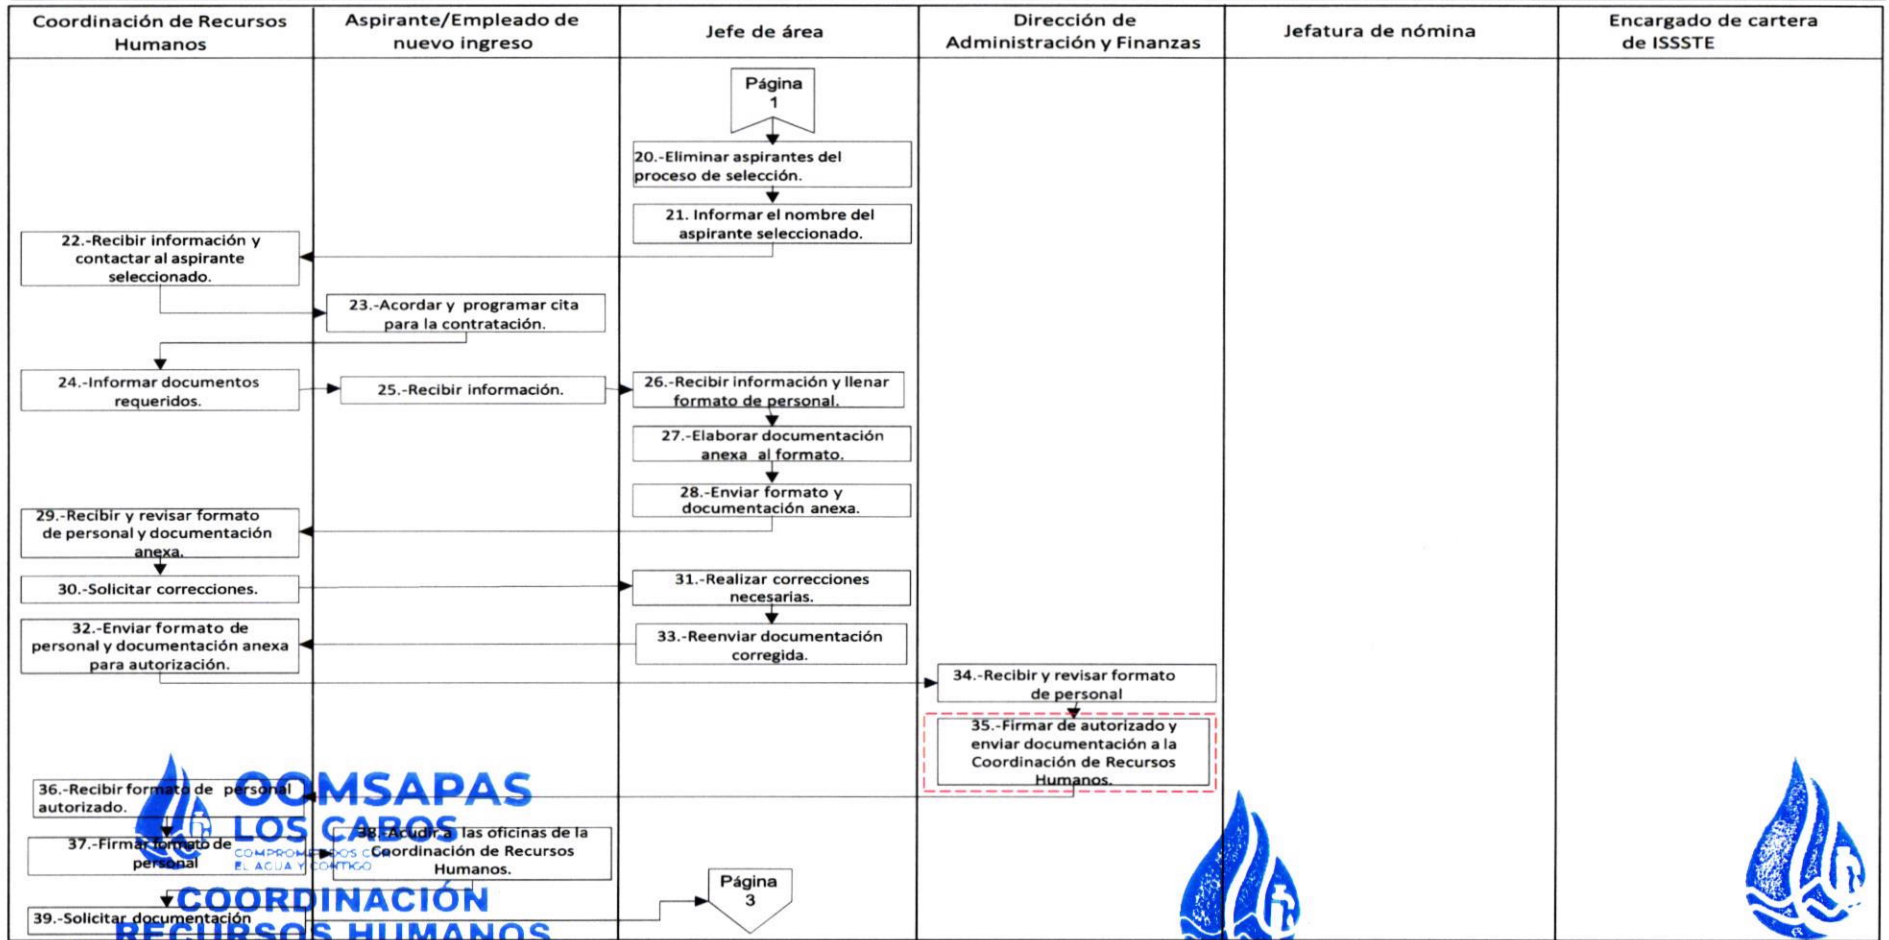 Coordinación de Recursos
Humanos
Aspirante/Empleado de
nuevo ingreso
Jefe de área
Dirección de
Administración y Finanzas
Jefatura de nómina
Encargado de cartera
de ISSSTE
Página
1
20.-Eliminar aspirantes del
proceso de selección.
21. Informar el nombre del
aspirante seleccionado.
22.-Recibir información y
contactar al aspirante
seleccionado.
23.-Acordar y programar cita
para la contratación.
24.-Informar documentos
requeridos.
25.-Recibir información.
26.-Recibir información y llenar
formato de personal.
27.-Elaborar documentación
anexa al formato.
28.-Enviar formato y
documentación anexa.
29.-Recibir y revisar formato
de personal y documentación
anexa.
30.-Solicitar correcciones.
31.-Realizar correcciones
necesarias.
32.-Enviar formato de
personal y documentación anexa
para autorización.
33.-Reenviar documentación
corregida.
34.-Recibir y revisar formato
de personal
35.-Firmar de autorizado y
enviar documentación a la
Coordinación de Recursos
Humanos.
36.-Recibir formato de personal
autorizado.
37.-Firmar formato de
personal
38.-Acudir a las oficinas de la
Coordinación de Recursos
Humanos.
39.-Solicitar documentación
Página
3
OOMSAPAS
LOS CABOS
COMPROMETIDOS CON
EL AGUA Y CONTIGO
COORDINACIÓN
RECURSOS HUMANOS